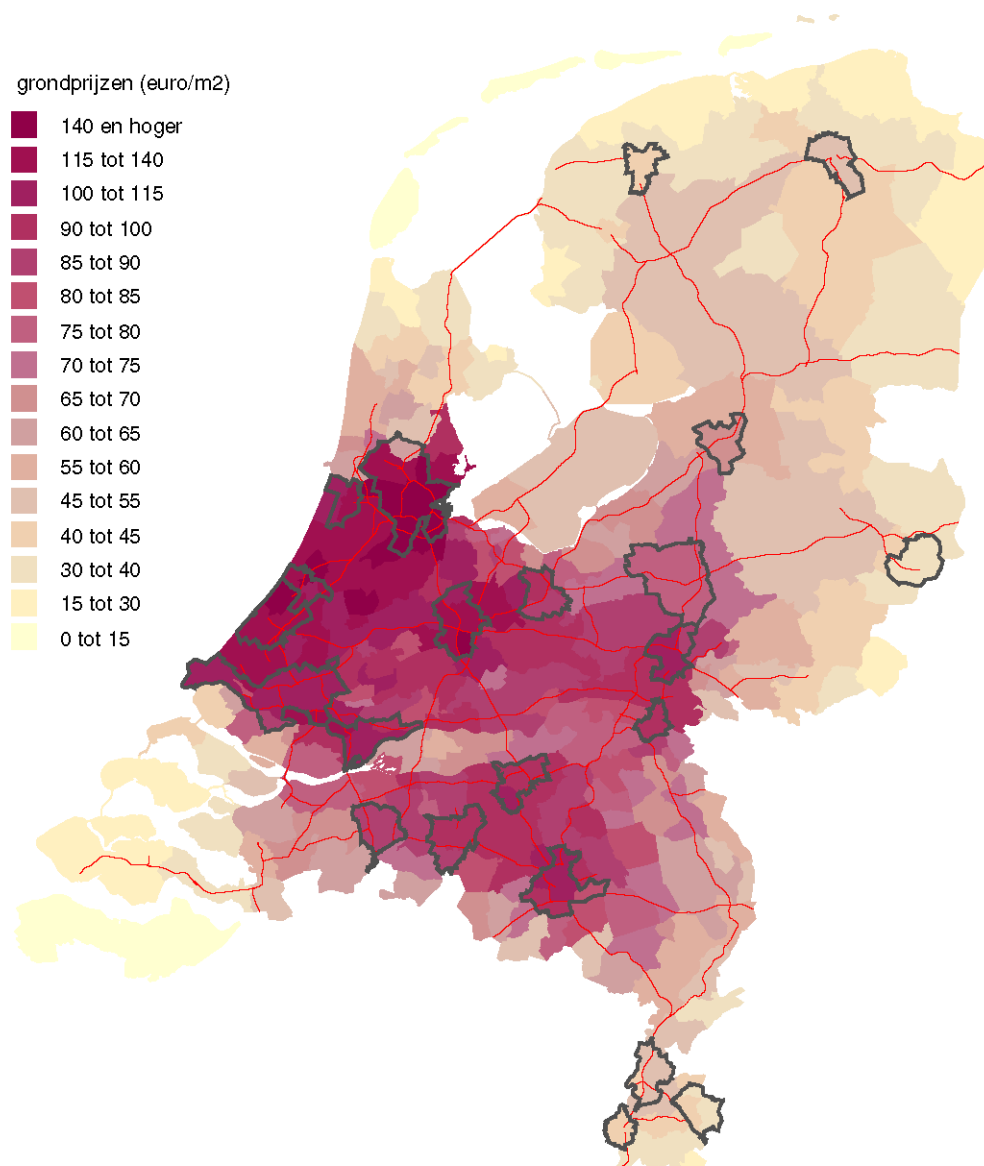 grondprijzen (euro/m2)
140 en hoger
115 tot 140
100 tot 115
90 tot 100
85 tot 90
80 tot 85
75 tot 80
70 tot 75
65 tot 70
60 tot 65
55 tot 60
45 tot 55
40 tot 45
30 tot 40
15 tot 30
0 tot 15